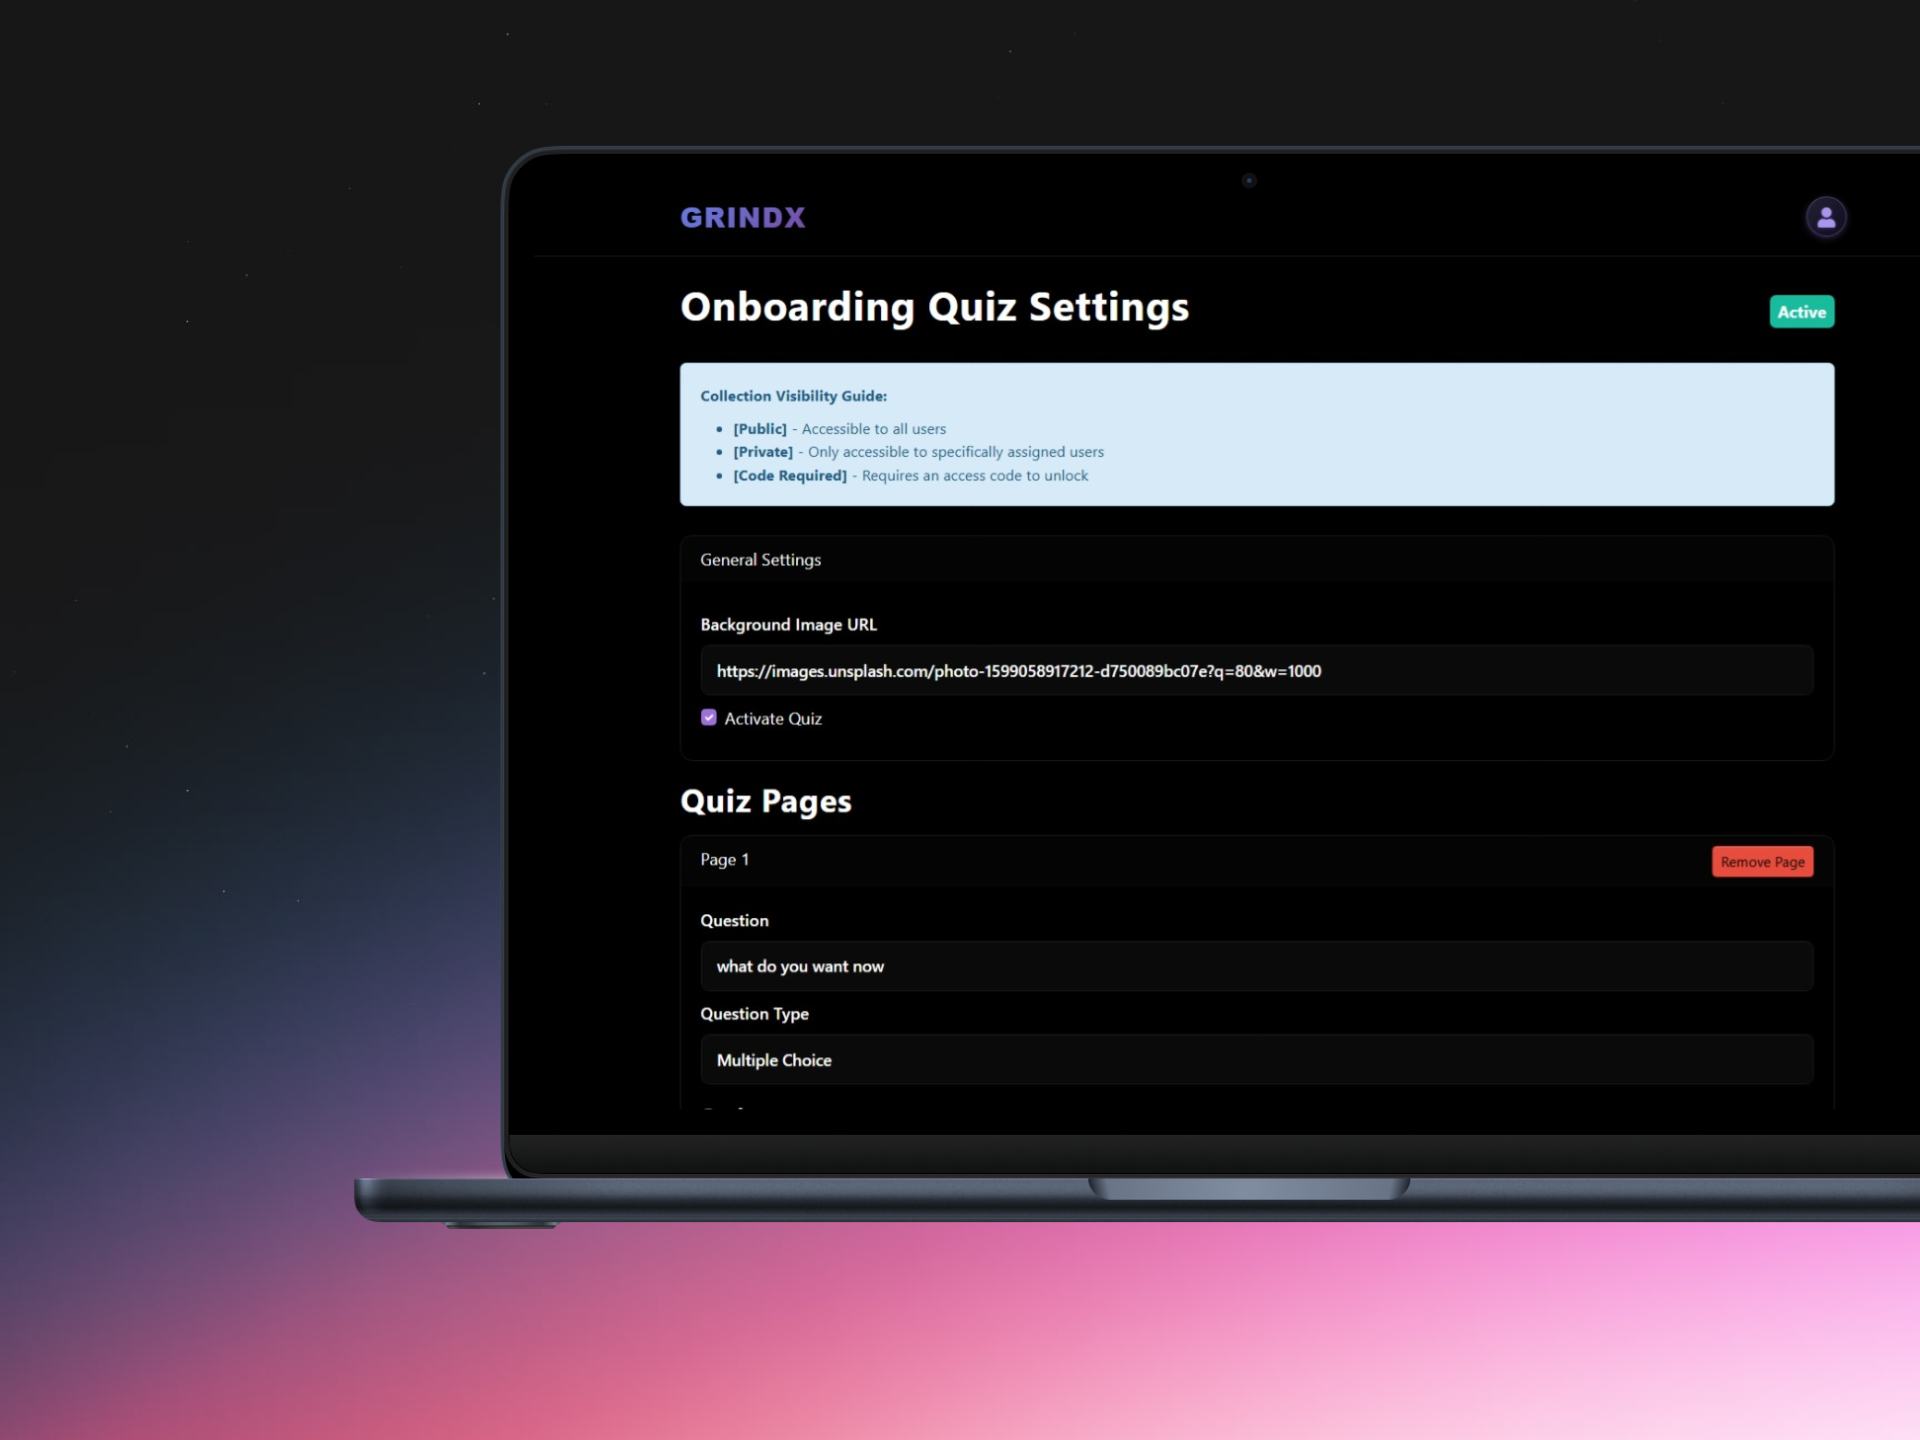 GRINDX
Onboarding Quiz Settings
Active
Collection Visibility Guide:
[Public] - Accessible to all users
[Private] - Only accessible to specifically assigned users
[Code Required] - Requires an access code to unlock
General Settings
Background Image URL
https://images.unsplash.com/photo-1599058917212-d750089bc07e?q=80&w=1000
Activate Quiz
Quiz Pages
Page 1
Remove Page
Question
what do you want now
Question Type
Multiple Choice